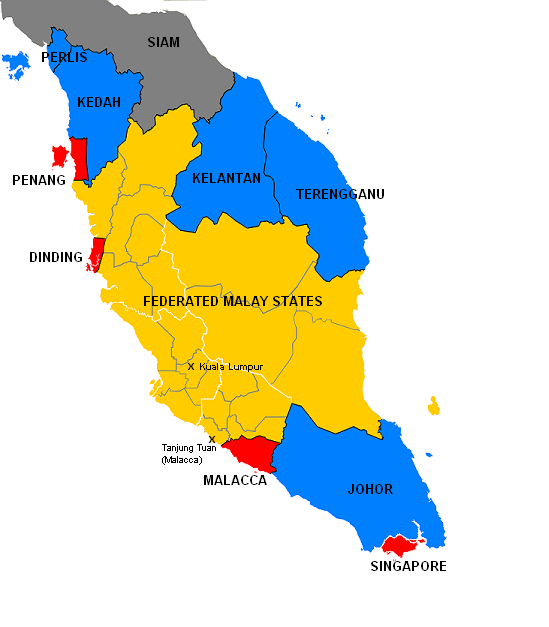 SIAM
PERLIS
KEDAH
PENANG
KELANTAN
TERENGGANU
DINDING
FEDERATED MALAY STATES
X Kuala Lumpur
X
Tanjung Tuan
(Malacca)
MALACCA
JOHOR
SINGAPORE